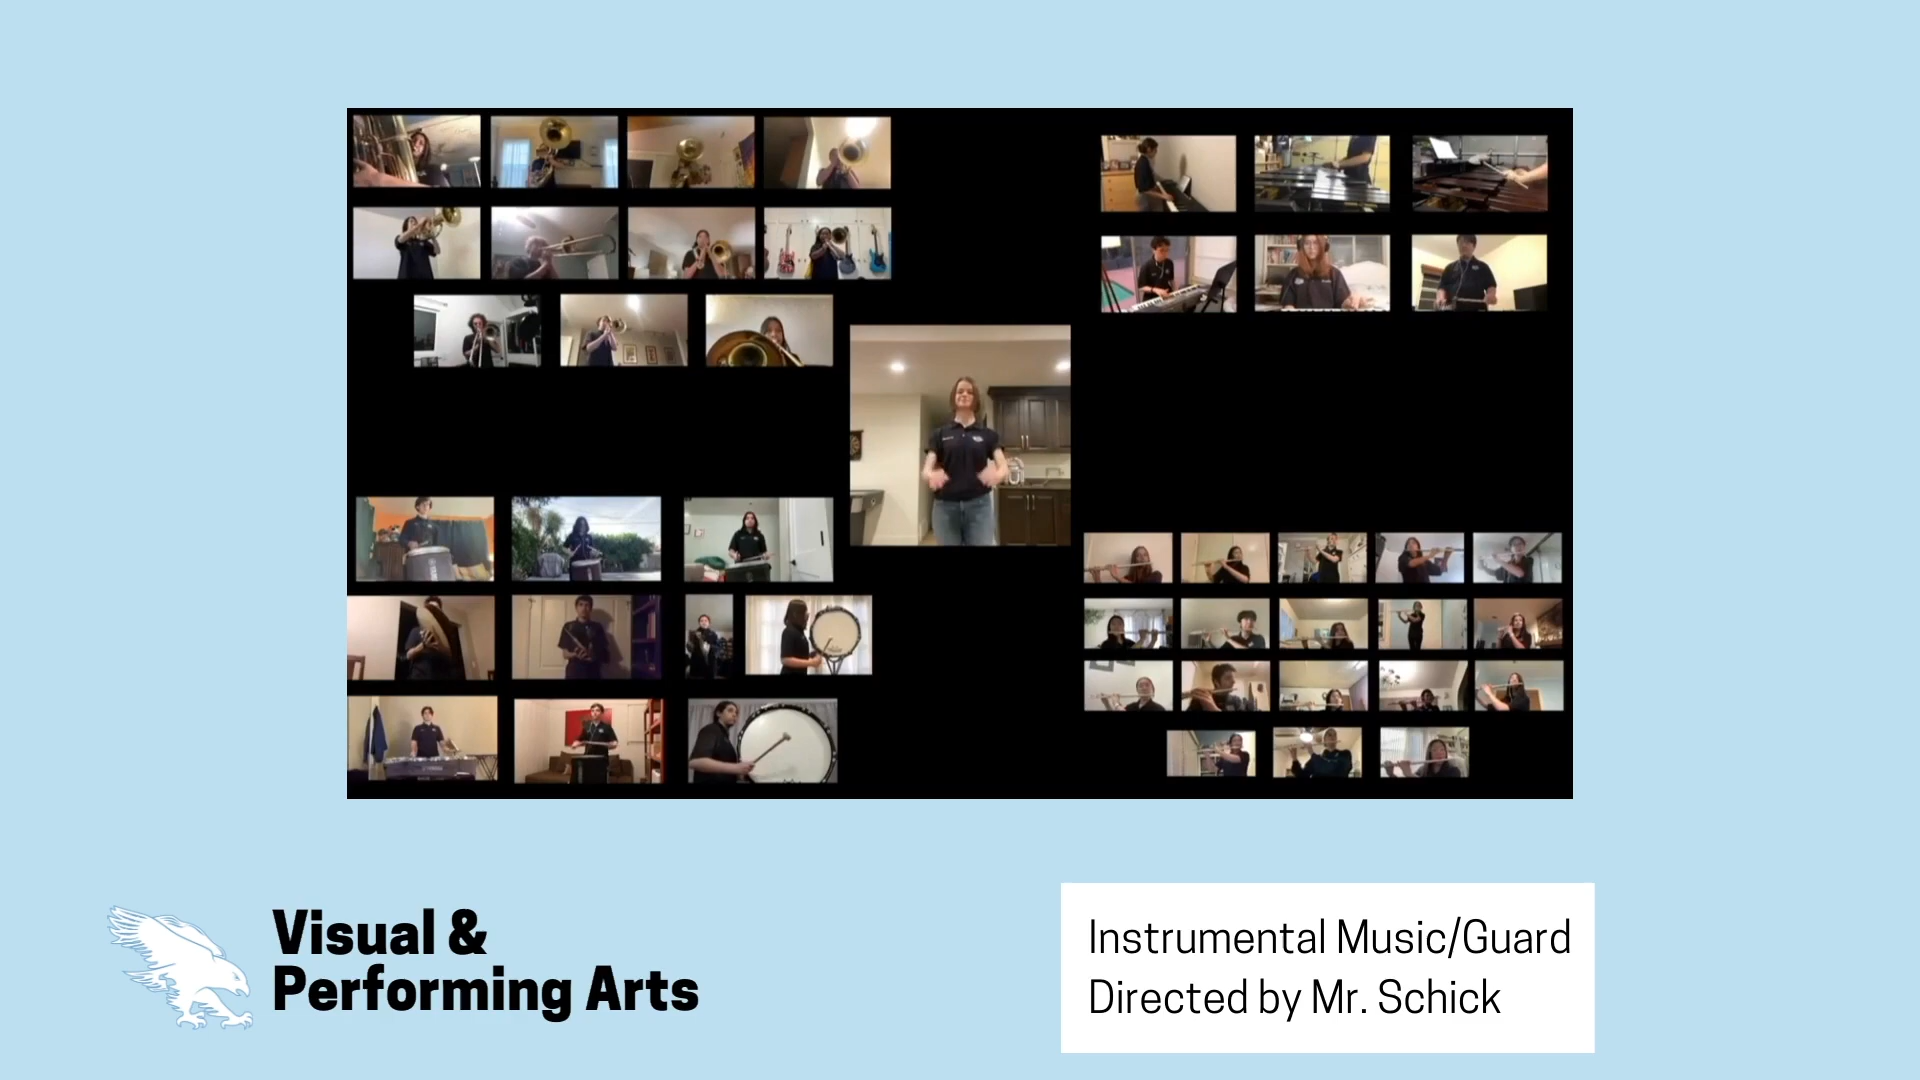 Visual &
Performing Arts
Instrumental Music/Guard
Directed by Mr. Schick